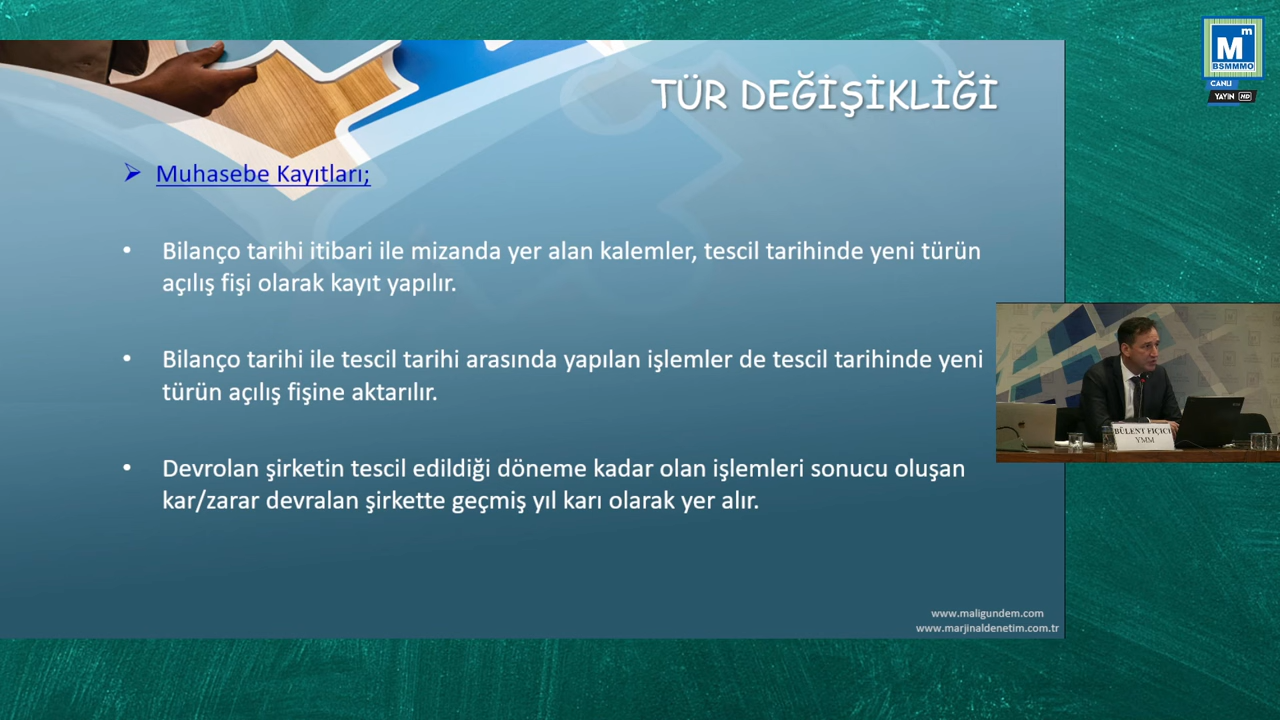 TÜR DEĞİŞİKLİĞİ
Muhasebe Kayıtları;
Bilanço tarihi itibari ile mizanda yer alan kalemler, tescil tarihinde yeni türün
açılış fişi olarak kayıt yapılır.
Bilanço tarihi ile tescil tarihi arasında yapılan işlemler de tescil tarihinde yeni
türün açılış fişine aktarılır.
Devrolan şirketin tescil edildiği döneme kadar olan işlemleri sonucu oluşan
kar/zarar devralan şirkette geçmiş yıl karı olarak yer alır.
www.maligundem.com
www.marjinaldenetim.com.tr
Mm
BSMMMO
CANLI
YAYIN HD
BÜLENT FIÇICI
YMM